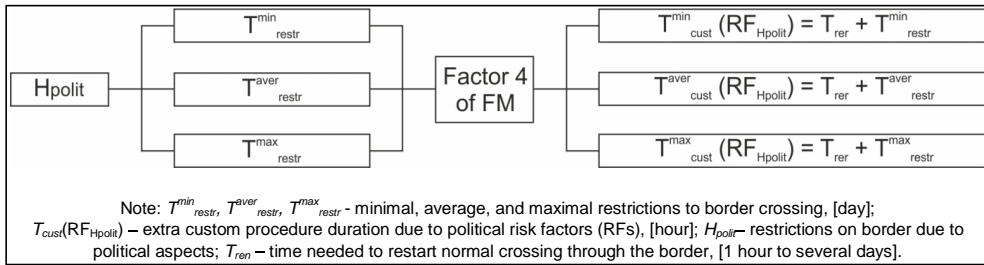 T^min_restr
T^min_cust (RF_Hpolit) = T_rer + T^min_restr
Hpolit
T^aver_restr
Factor 4
of FM
T^aver_cust (RF_Hpolit) = T_rer + T^aver_restr
T^max_restr
T^max_cust (RF_Hpolit) = T_rer + T^max_restr
Note: T^min_restr, T^aver_restr, T^max_restr - minimal, average, and maximal restrictions to border crossing, [day];
T_cust(RF_Hpolit) – extra custom procedure duration due to political risk factors (RFs), [hour]; H_polit– restrictions on border due to
political aspects; T_ren – time needed to restart normal crossing through the border, [1 hour to several days].